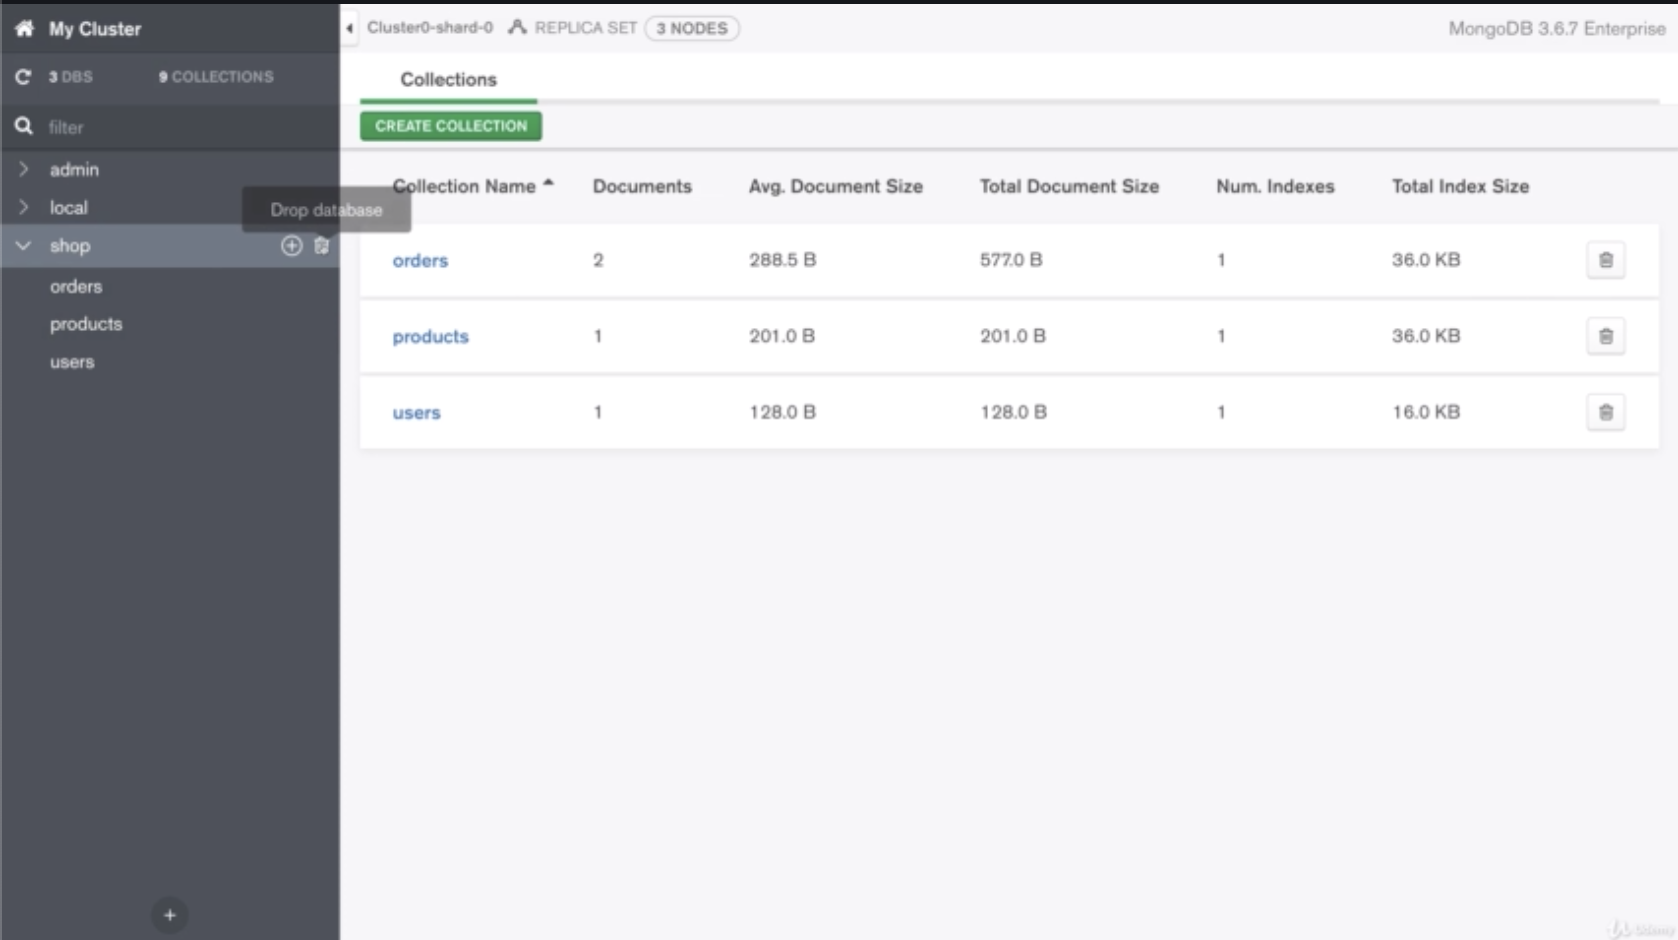 My Cluster
Cluster0-shard-0 REPLICA SET 3 NODES
MongoDB 3.6.7 Enterprise
3 DBS 9 COLLECTIONS
filter
admin
local
Drop database
shop
orders
products
users
Collections
CREATE COLLECTION
Collection Name Documents Avg. Document Size Total Document Size Num. Indexes Total Index Size
orders 2 288.5 B 577.0 B 1 36.0 KB
products 1 201.0 B 201.0 B 1 36.0 KB
users 1 128.0 B 128.0 B 1 16.0 KB
Udemy